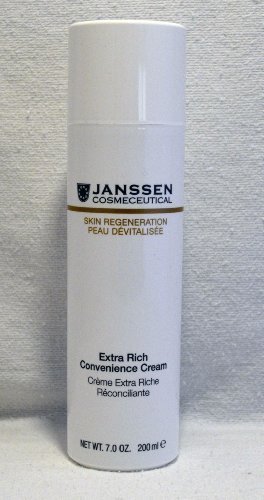 JANSSEN
COSMECEUTICAL
SKIN REGENERATION
PEAU DÉVITALISÉE
Extra Rich
Convenience Cream
Crème Extra Riche
Réconciliante
NET WT. 7.0 OZ. 200 ml e